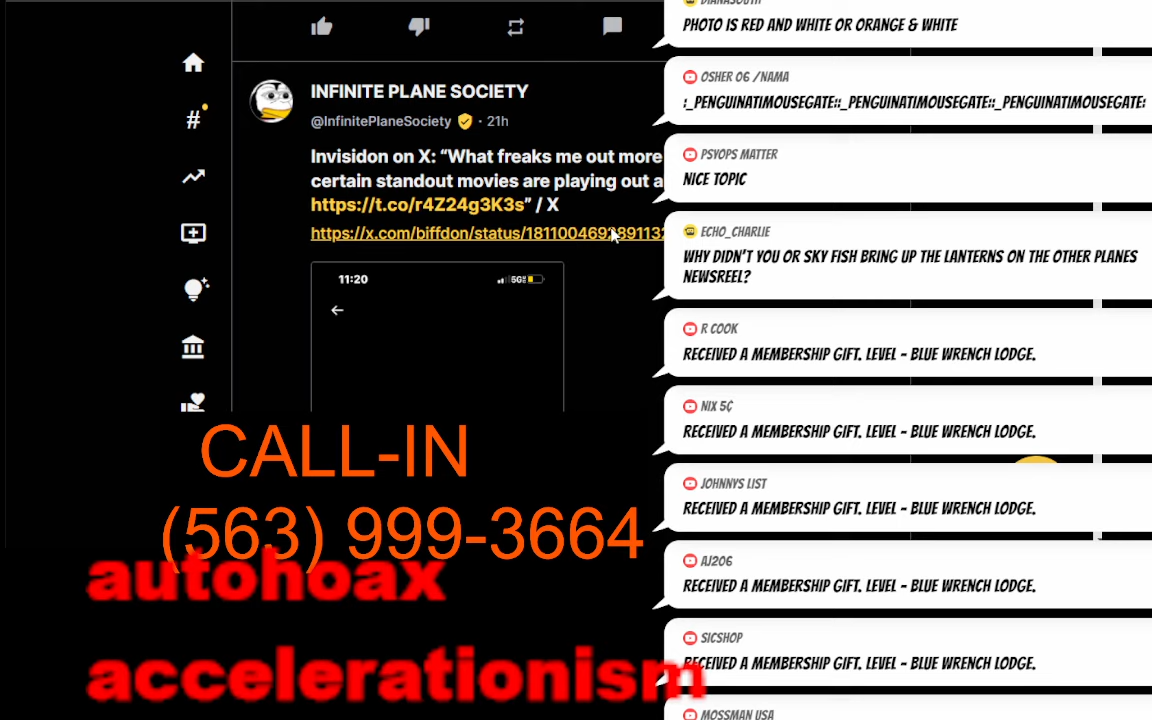 INFINITE PLANE SOCIETY
@InfinitePlaneSociety · 21h
Invisidon on X: “What freaks me out more
certain standout movies are playing out a
https://t.co/r4Z24g3K3s” / X
11:20
5G
CALL-IN
(563) 999-3664
autohoax
accelerationism
PHOTO IS RED AND WHITE OR ORANGE & WHITE
OSHER 06 /NAMA
:_PENGUINATIMOUSEGATE::_PENGUINATIMOUSEGATE::_PENGUINATIMOUSEGATE:
PSYOPS MATTER
NICE TOPIC
ECHO_CHARLIE
WHY DIDN'T YOU OR SKY FISH BRING UP THE LANTERNS ON THE OTHER PLANES
NEWSREEL?
R COOK
RECEIVED A MEMBERSHIP GIFT. LEVEL - BLUE WRENCH LODGE.
NIX 5¢
RECEIVED A MEMBERSHIP GIFT. LEVEL - BLUE WRENCH LODGE.
JOHNNYS LIST
RECEIVED A MEMBERSHIP GIFT. LEVEL - BLUE WRENCH LODGE.
AJ206
RECEIVED A MEMBERSHIP GIFT. LEVEL - BLUE WRENCH LODGE.
SICSHOP
RECEIVED A MEMBERSHIP GIFT. LEVEL - BLUE WRENCH LODGE.
MOSSMAN USA